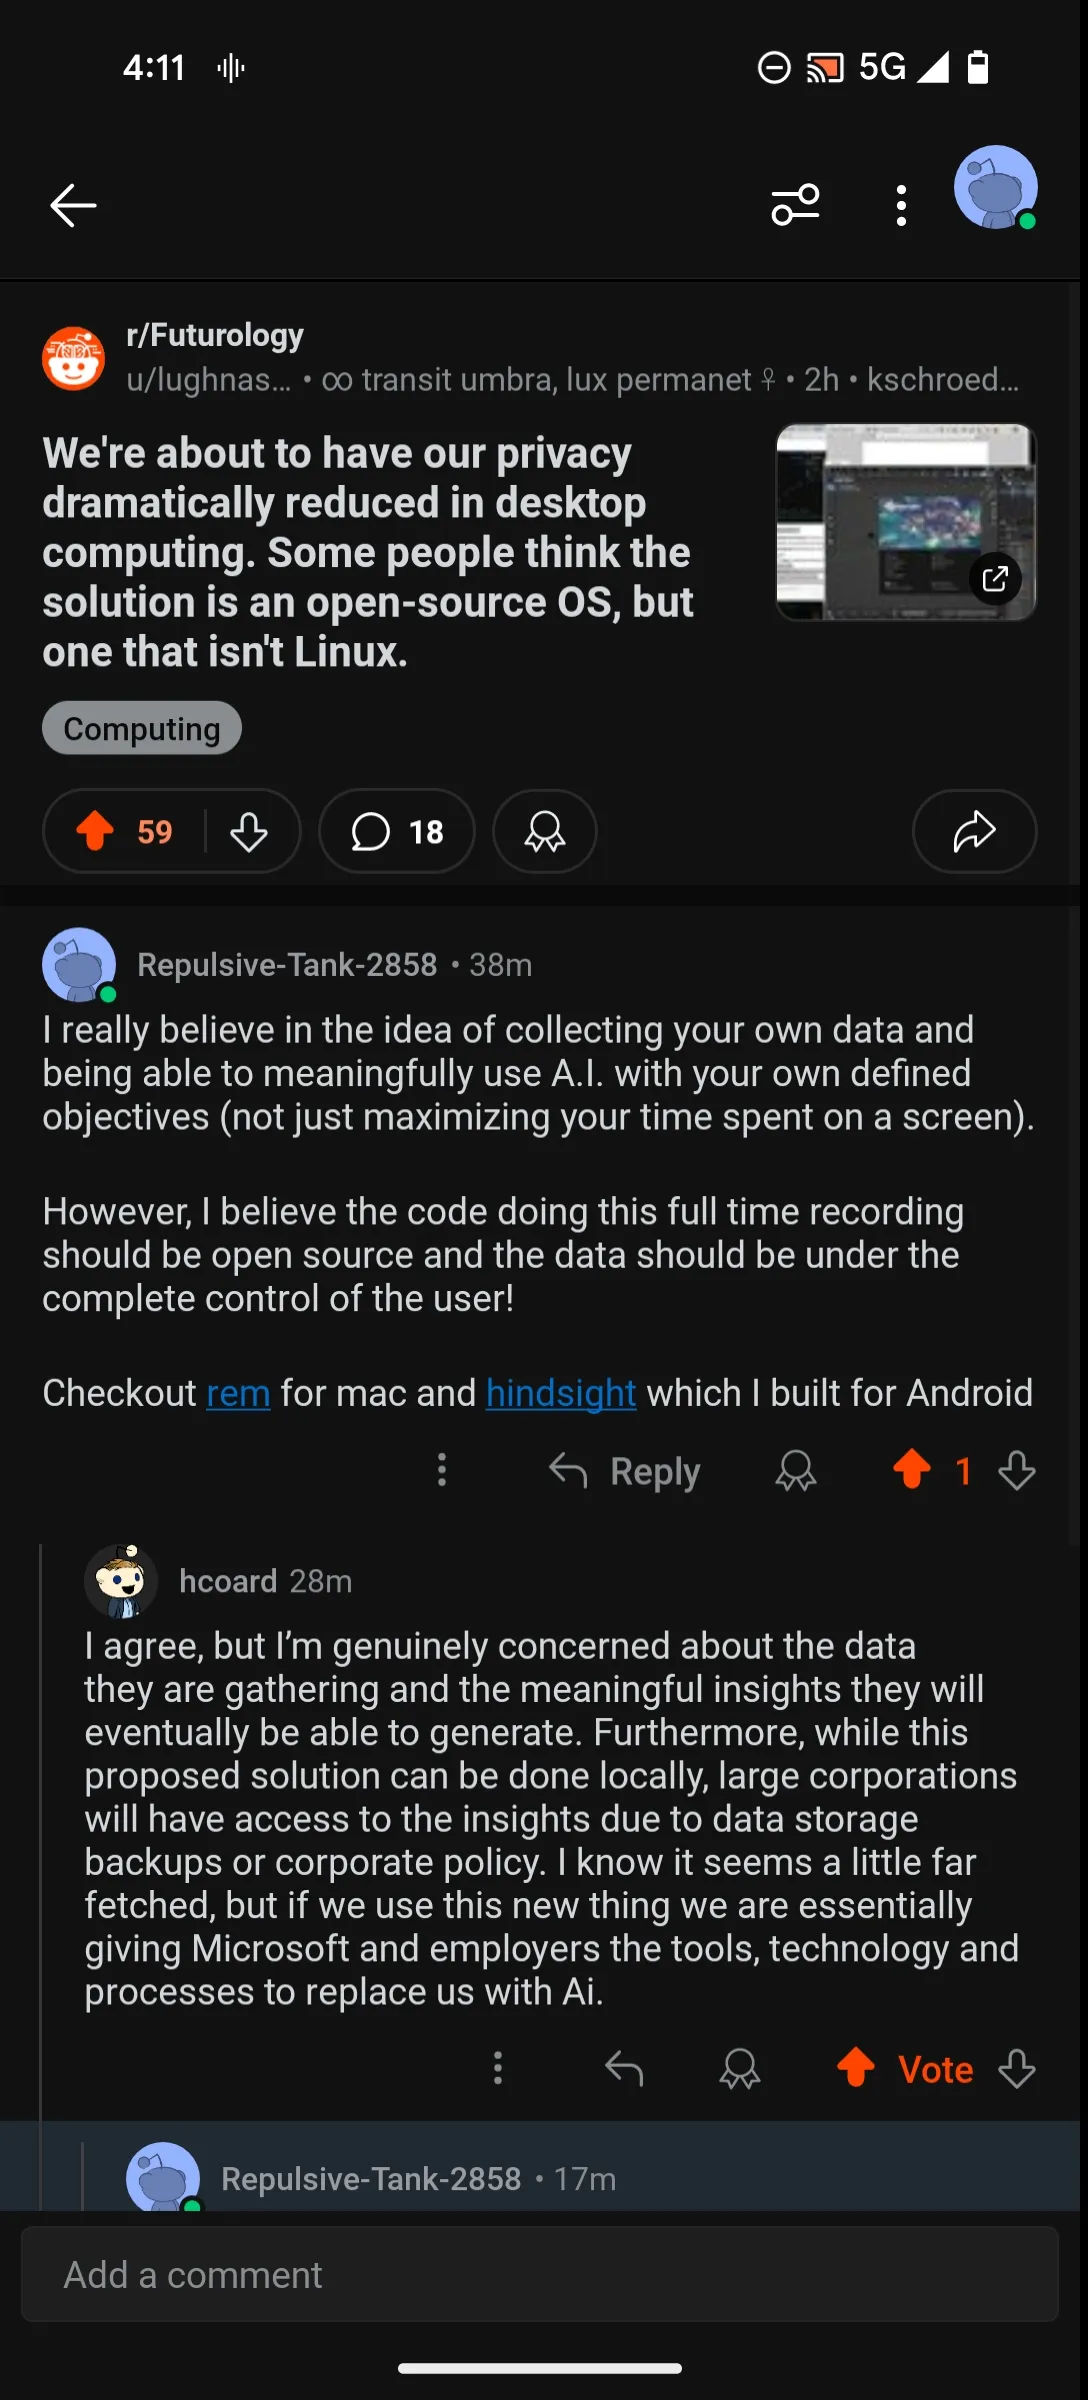 4:11
5G
r/Futurology
u/lughnas... • ∞ transit umbra, lux permanet ♀ • 2h • kschroed...
We're about to have our privacy
dramatically reduced in desktop
computing. Some people think the
solution is an open-source OS, but
one that isn't Linux.
Computing
59
18
Repulsive-Tank-2858 • 38m
I really believe in the idea of collecting your own data and
being able to meaningfully use A.I. with your own defined
objectives (not just maximizing your time spent on a screen).
However, I believe the code doing this full time recording
should be open source and the data should be under the
complete control of the user!
Checkout rem for mac and hindsight which I built for Android
Reply
1
hcoard 28m
I agree, but I’m genuinely concerned about the data
they are gathering and the meaningful insights they will
eventually be able to generate. Furthermore, while this
proposed solution can be done locally, large corporations
will have access to the insights due to data storage
backups or corporate policy. I know it seems a little far
fetched, but if we use this new thing we are essentially
giving Microsoft and employers the tools, technology and
processes to replace us with Ai.
Vote
Repulsive-Tank-2858 • 17m
Add a comment